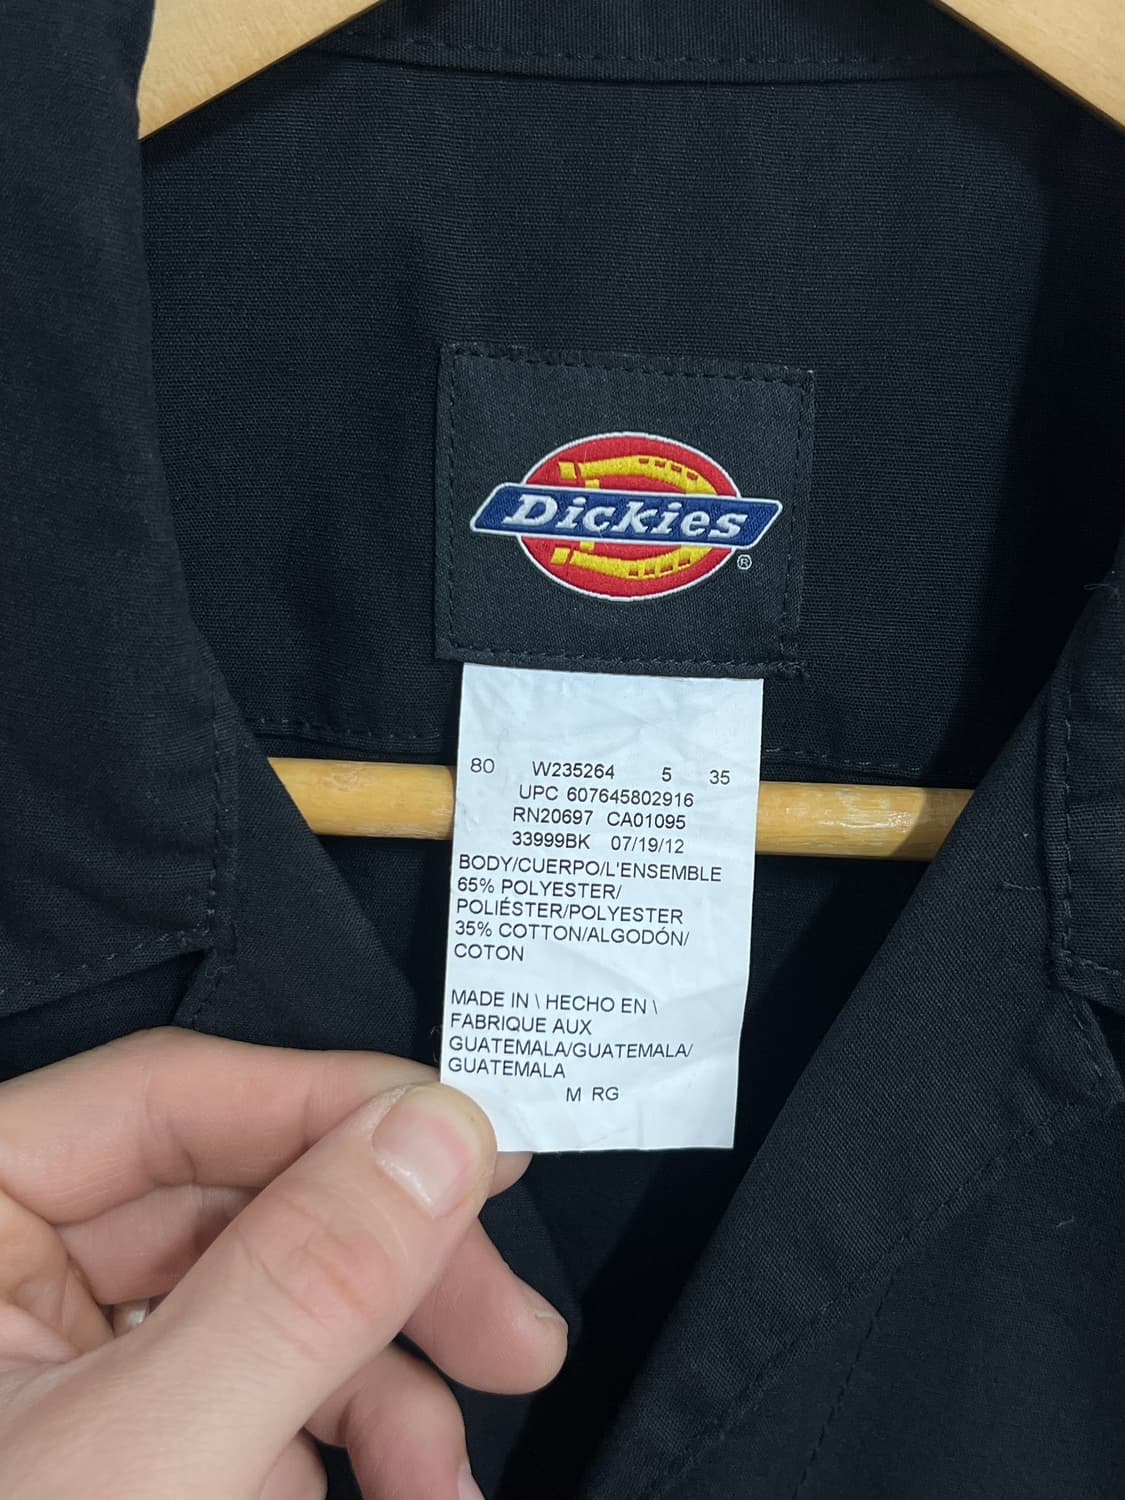 Dickies
®
80 W235264 5 35
UPC 607645802916
RN20697 CA01095
33999BK 07/19/12
BODY/CUERPO/L'ENSEMBLE
65% POLYESTER/
POLIÉSTER/POLYESTER
35% COTTON/ALGODÓN/
COTON
MADE IN \ HECHO EN \
FABRIQUE AUX
GUATEMALA/GUATEMALA/
GUATEMALA
M RG